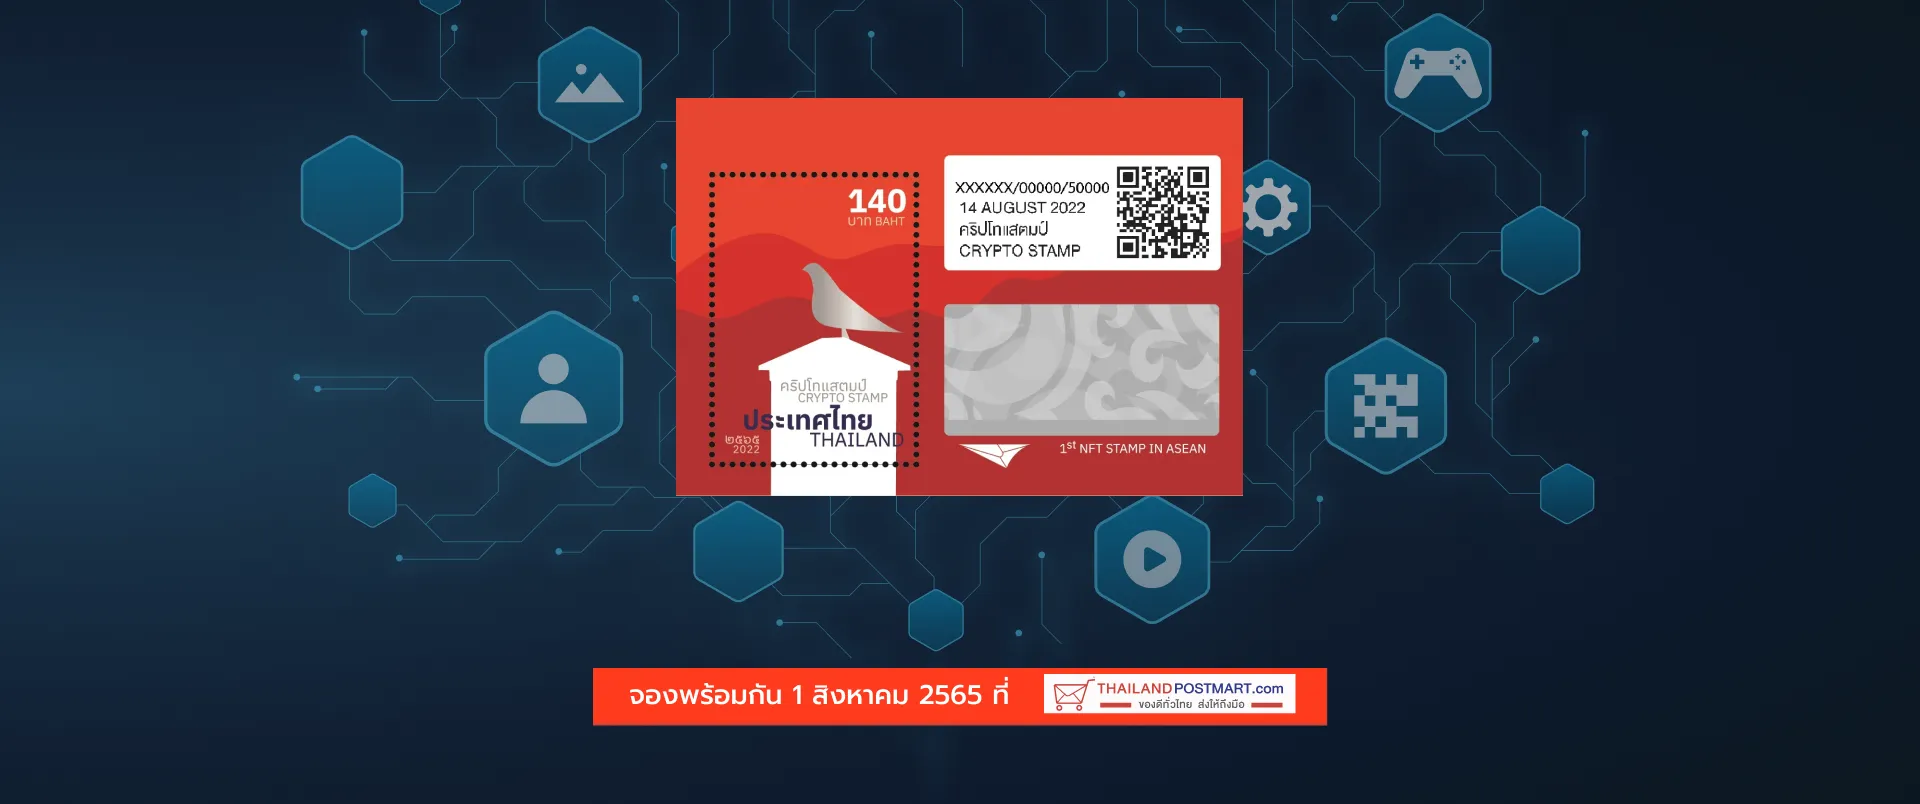 140
บาท BAHT
XXXXXX/00000/50000
14 AUGUST 2022
คริปโทแสตมป์
CRYPTO STAMP
คริปโทแสตมป์
CRYPTO STAMP
ประเทศไทย
THAILAND
๒๕๖๕
2022
1st NFT STAMP IN ASEAN
จองพร้อมกัน 1 สิงหาคม 2565 ที่
THAILANDPOSTMART.com
ของดีทั่วไทย ส่งให้ถึงมือ